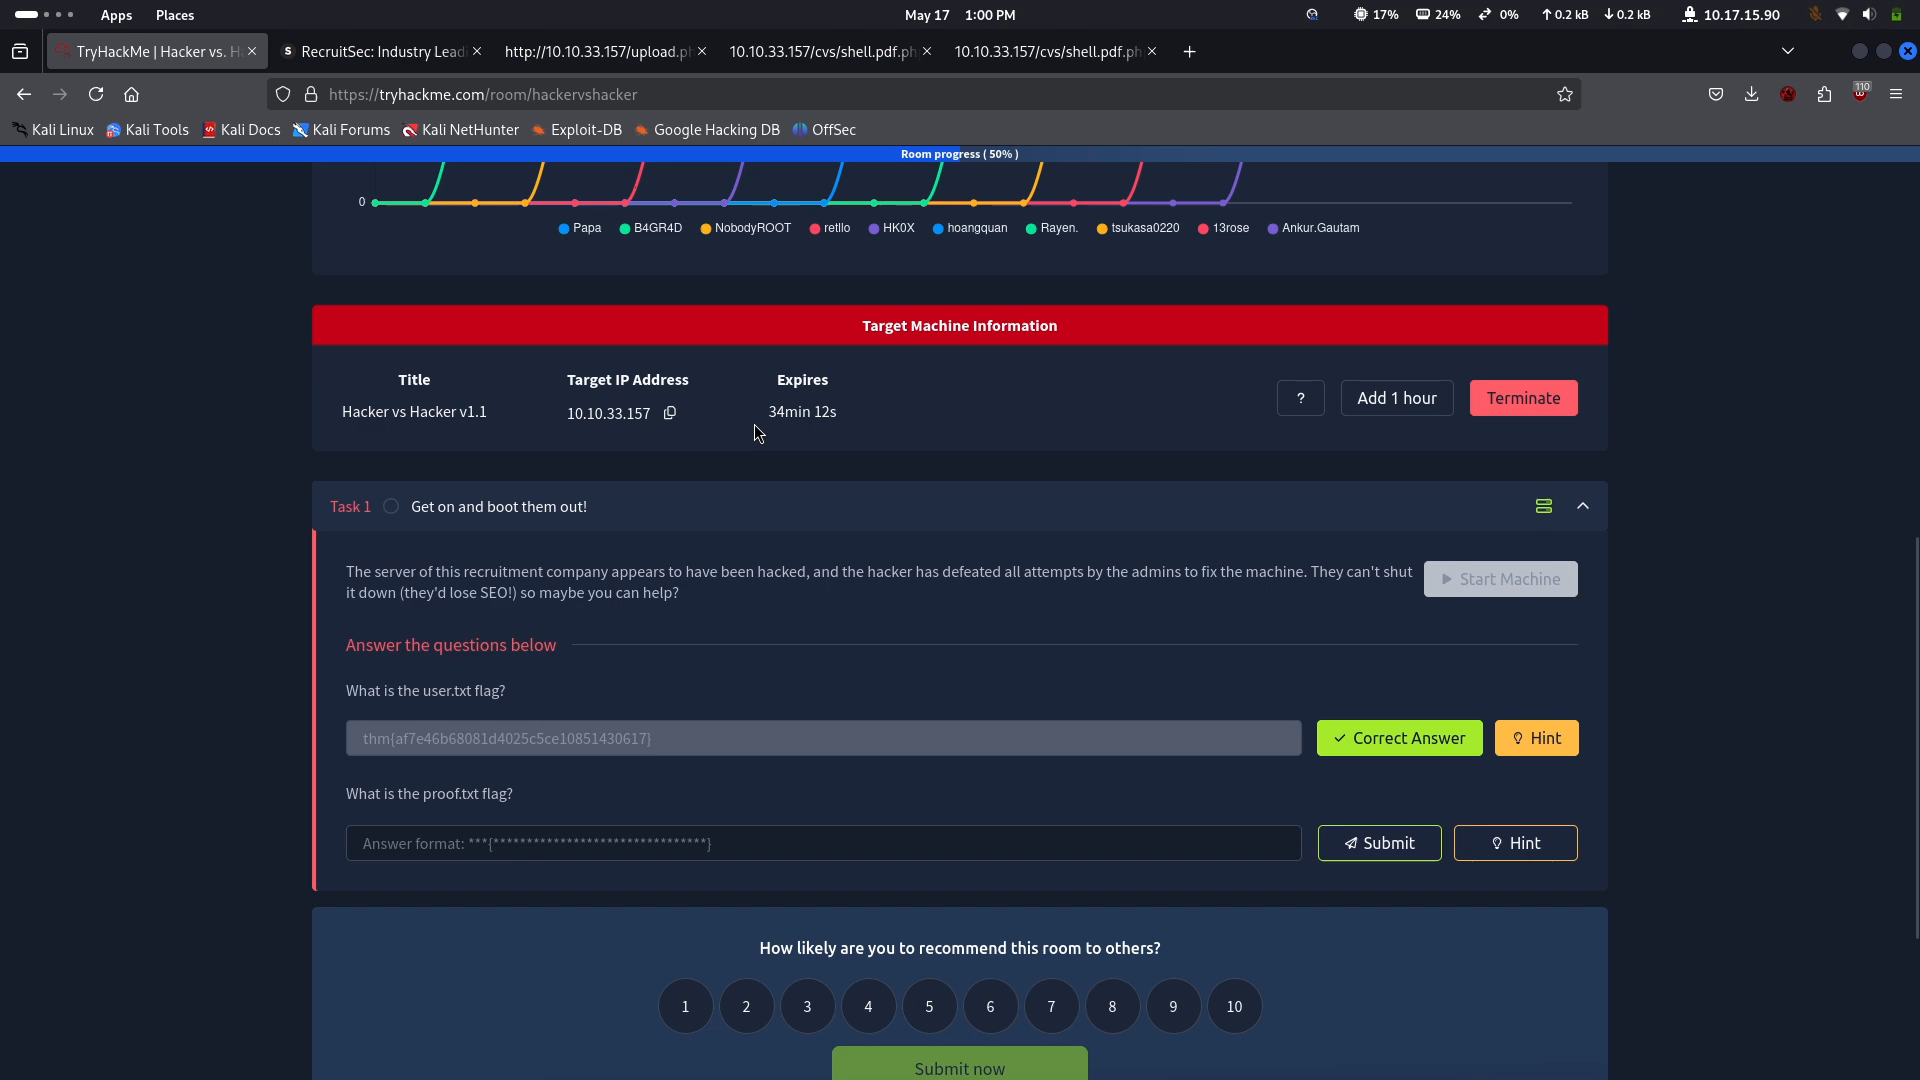 Apps Places May 17 1:00 PM 17% 24% 0% ↑ 0.2 kB ↓ 0.2 kB 10.17.15.90
TryHackMe | Hacker vs. H RecruitSec: Industry Lead http://10.10.33.157/upload.ph 10.10.33.157/cvs/shell.pdf.ph 10.10.33.157/cvs/shell.pdf.ph
https://tryhackme.com/room/hackervshacker 110
Kali Linux Kali Tools Kali Docs Kali Forums Kali NetHunter Exploit-DB Google Hacking DB OffSec
Room progress ( 50% )
0
Papa B4GR4D NobodyROOT retllo HK0X hoangquan Rayen. tsukasa0220 13rose Ankur.Gautam
Target Machine Information
Title Target IP Address Expires
Hacker vs Hacker v1.1 10.10.33.157 34min 12s ? Add 1 hour Terminate
Task 1 Get on and boot them out!
The server of this recruitment company appears to have been hacked, and the hacker has defeated all attempts by the admins to fix the machine. They can't shut
it down (they'd lose SEO!) so maybe you can help?
Start Machine
Answer the questions below
What is the user.txt flag?
thm{af7e46b68081d4025c5ce10851430617} Correct Answer Hint
What is the proof.txt flag?
Answer format: ***{********************************} Submit Hint
How likely are you to recommend this room to others?
1 2 3 4 5 6 7 8 9 10
Submit now